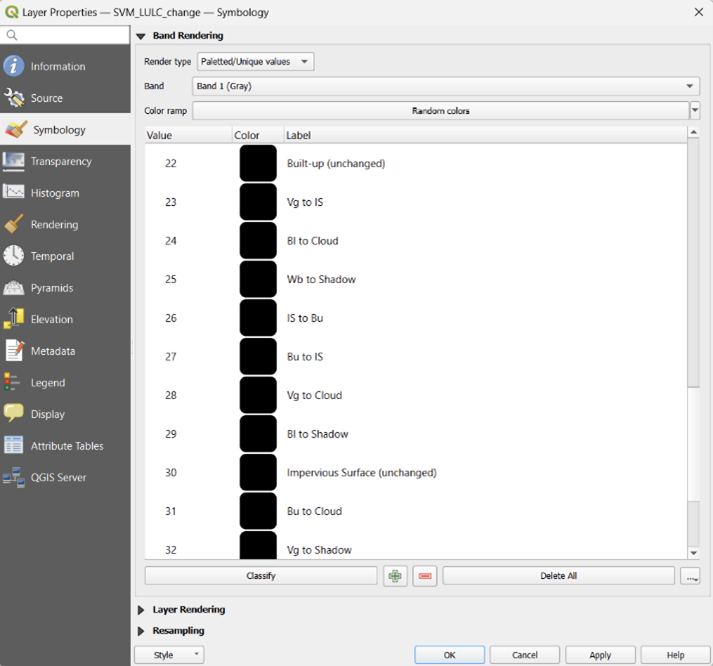 Layer Properties — SVM_LULC_change — Symbology
Information
Source
Symbology
Transparency
Histogram
Rendering
Temporal
Pyramids
Elevation
Metadata
Legend
Display
Attribute Tables
QGIS Server
Band Rendering
Render type Paletted/Unique values
Band Band 1 (Gray)
Color ramp Random colors
Value Color Label
22 Built-up (unchanged)
23 Vg to IS
24 Bl to Cloud
25 Wb to Shadow
26 IS to Bu
27 Bu to IS
28 Vg to Cloud
29 Bl to Shadow
30 Impervious Surface (unchanged)
31 Bu to Cloud
32 Vg to Shadow
Classify Delete All ...
Layer Rendering
Resampling
Style OK Cancel Apply Help